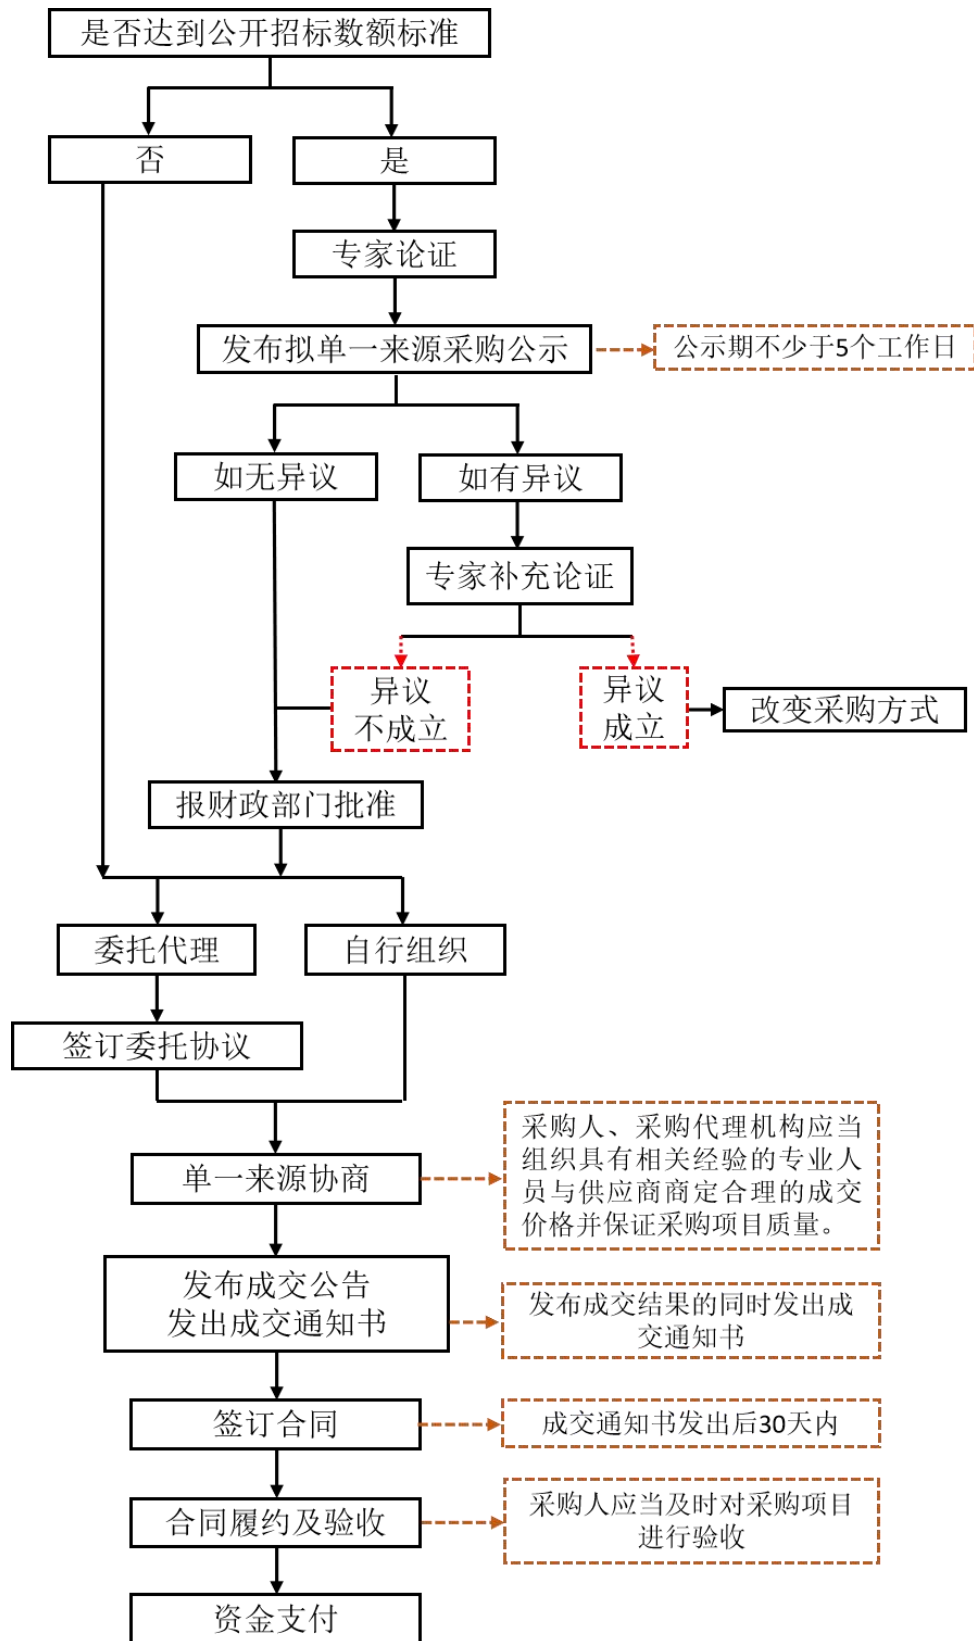 是否达到公开招标数额标准
否
是
专家论证
发布拟单一来源采购公示
公示期不少于5个工作日
如无异议
如有异议
专家补充论证
异议
不成立
异议
成立
改变采购方式
报财政部门批准
委托代理
自行组织
签订委托协议
采购人、采购代理机构应当
组织具有相关经验的专业人
员与供应商商定合理的成交
价格并保证采购项目质量。
单一来源协商
发布成交公告
发出成交通知书
发布成交结果的同时发出成
交通知书
签订合同
成交通知书发出后30天内
合同履约及验收
采购人应当及时对采购项目
进行验收
资金支付